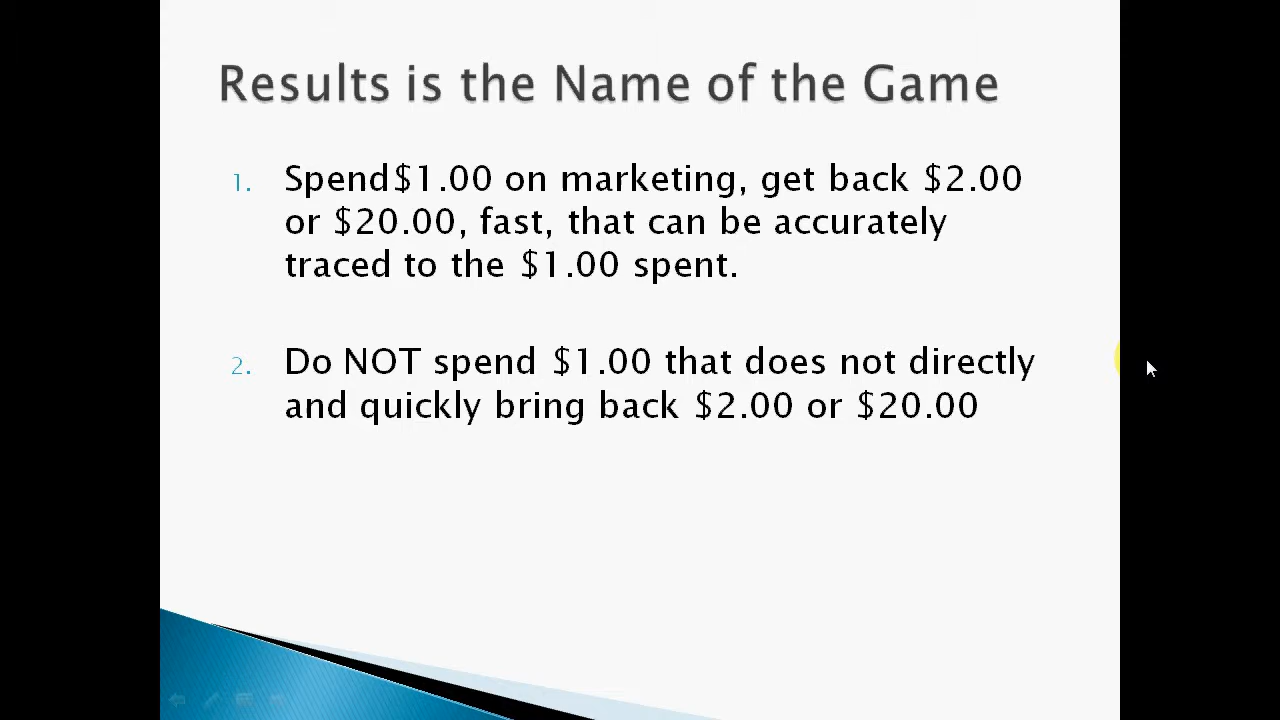 Results is the Name of the Game
1. Spend$1.00 on marketing, get back $2.00
or $20.00, fast, that can be accurately
traced to the $1.00 spent.
2. Do NOT spend $1.00 that does not directly
and quickly bring back $2.00 or $20.00